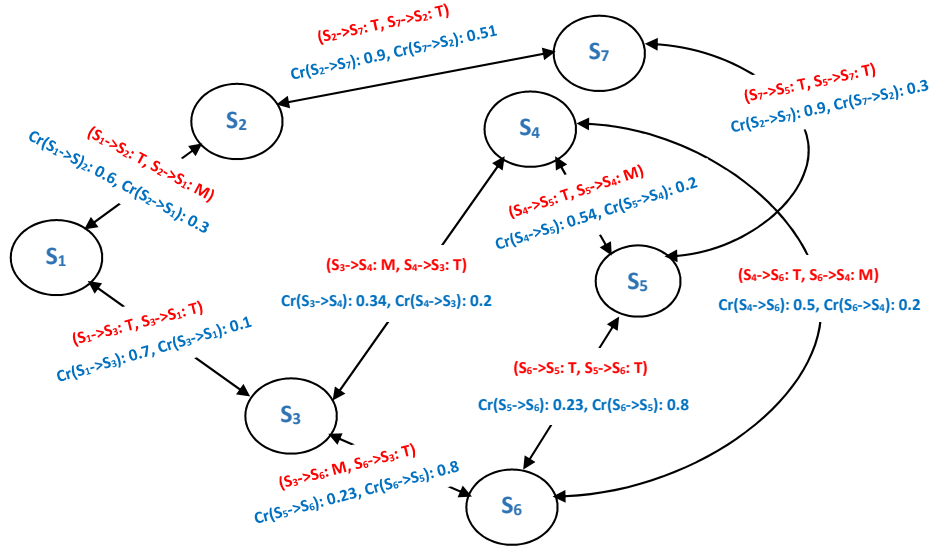 (S₂->S₇: T, S₇->S₂: T)
Cr(S₂->S₇): 0.9, Cr(S₇->S₂): 0.51
S₇
(S₇->S₅: T, S₅->S₇: T)
Cr(S₂->S₇): 0.9, Cr(S₇->S₂): 0.3
S₂
S₄
(S₁->S₂: T, S₂->S₁: M)
Cr(S₁->S)₂: 0.6, Cr(S₂->S₁): 0.3
(S₄->S₅: T, S₅->S₄: M)
Cr(S₄->S₅): 0.54, Cr(S₅->S₄): 0.2
S₁
(S₃->S₄: M, S₄->S₃: T)
Cr(S₃->S₄): 0.34, Cr(S₄->S₃): 0.2
S₅
(S₄->S₆: T, S₆->S₄: M)
Cr(S₄->S₆): 0.5, Cr(S₆->S₄): 0.2
(S₁->S₃: T, S₃->S₁: T)
Cr(S₁->S₃): 0.7, Cr(S₃->S₁): 0.1
(S₆->S₅: T, S₅->S₆: T)
Cr(S₅->S₆): 0.23, Cr(S₆->S₅): 0.8
S₃
(S₃->S₆: M, S₆->S₃: T)
Cr(S₅->S₆): 0.23, Cr(S₆->S₅): 0.8
S₆